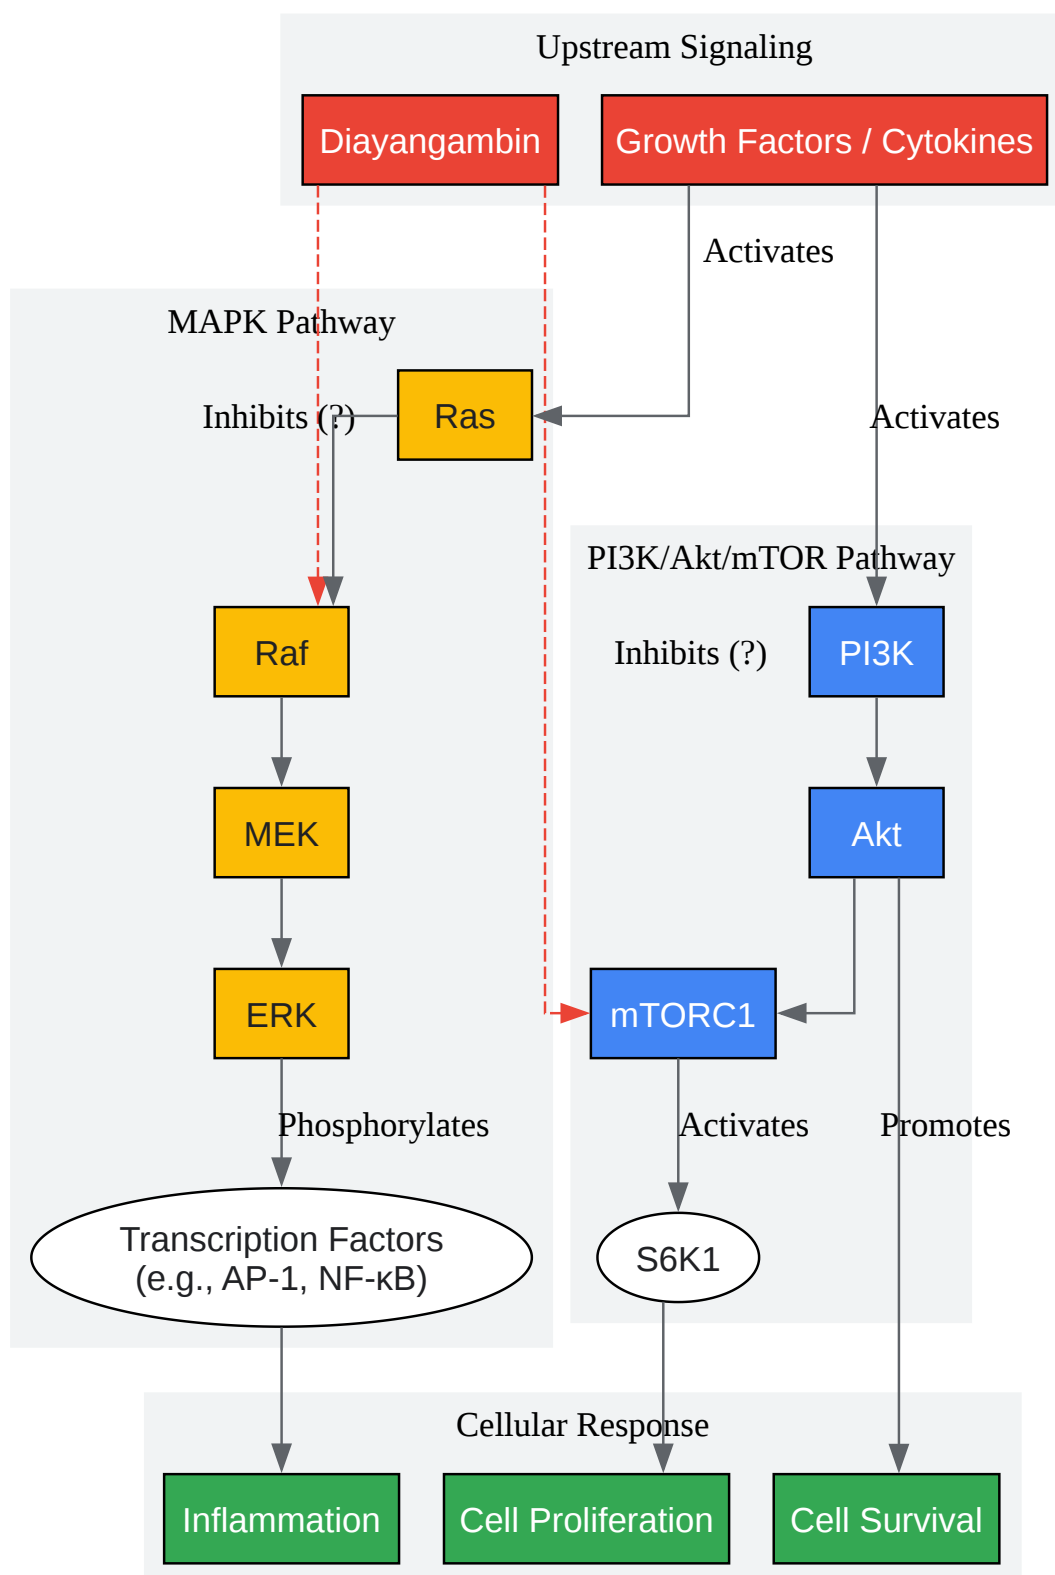 Upstream Signaling
Diayangambin
Growth Factors / Cytokines
Activates
MAPK Pathway
Inhibits (?)
Ras
Activates
PI3K/Akt/mTOR Pathway
Raf
Inhibits (?)
PI3K
MEK
Akt
ERK
mTORC1
Phosphorylates
Activates
Promotes
Transcription Factors
(e.g., AP-1, NF-κB)
S6K1
Cellular Response
Inflammation
Cell Proliferation
Cell Survival